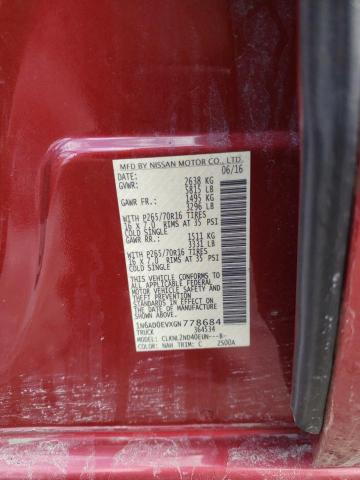 MFD BY NISSAN MOTOR CO., LTD.
DATE: 06/16
GVWR: 2638 KG
5815 LB
GAWR FR.: 1495 KG
3296 LB
WITH P265/70R16 TIRES
16 X 7.0 RIMS AT 35 PSI
COLD SINGLE
GAWR RR.: 1511 KG
3331 LB
WITH P265/70R16 TIRES
16 X 7.0 RIMS AT 35 PSI
COLD SINGLE
THIS VEHICLE CONFORMS TO ALL
APPLICABLE FEDERAL MOTOR
VEHICLE SAFETY STANDARDS IN
EFFECT ON THE DATE OF
MANUFACTURE SHOWN ABOVE.
1N6AD0EVXGN778684
TRUCK 364534
MODEL: CLKNLZND40EUN---B-
COLOR: NAH TRIM: C 2500A